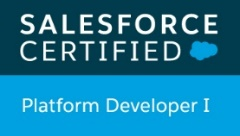 SALESFORCE
CERTIFIED
Platform Developer I